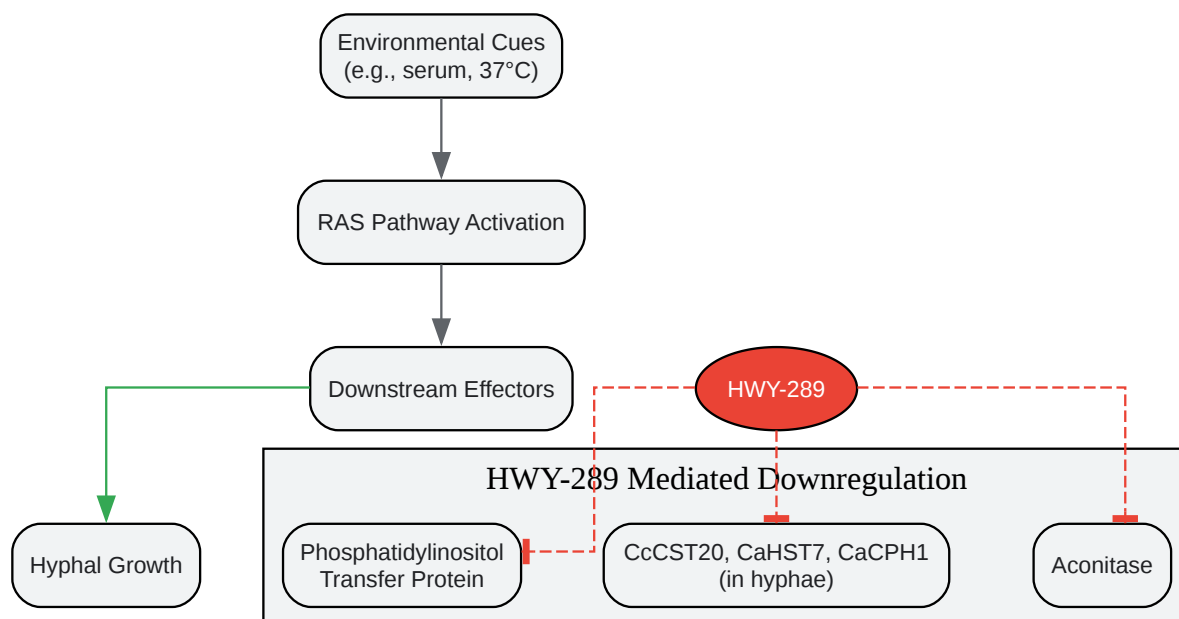 Environmental Cues
(e.g., serum, 37°C)
RAS Pathway Activation
Downstream Effectors
HWY-289
HWY-289 Mediated Downregulation
Hyphal Growth
Phosphatidylinositol
Transfer Protein
CcCST20, CaHST7, CaCPH1
(in hyphae)
Aconitase